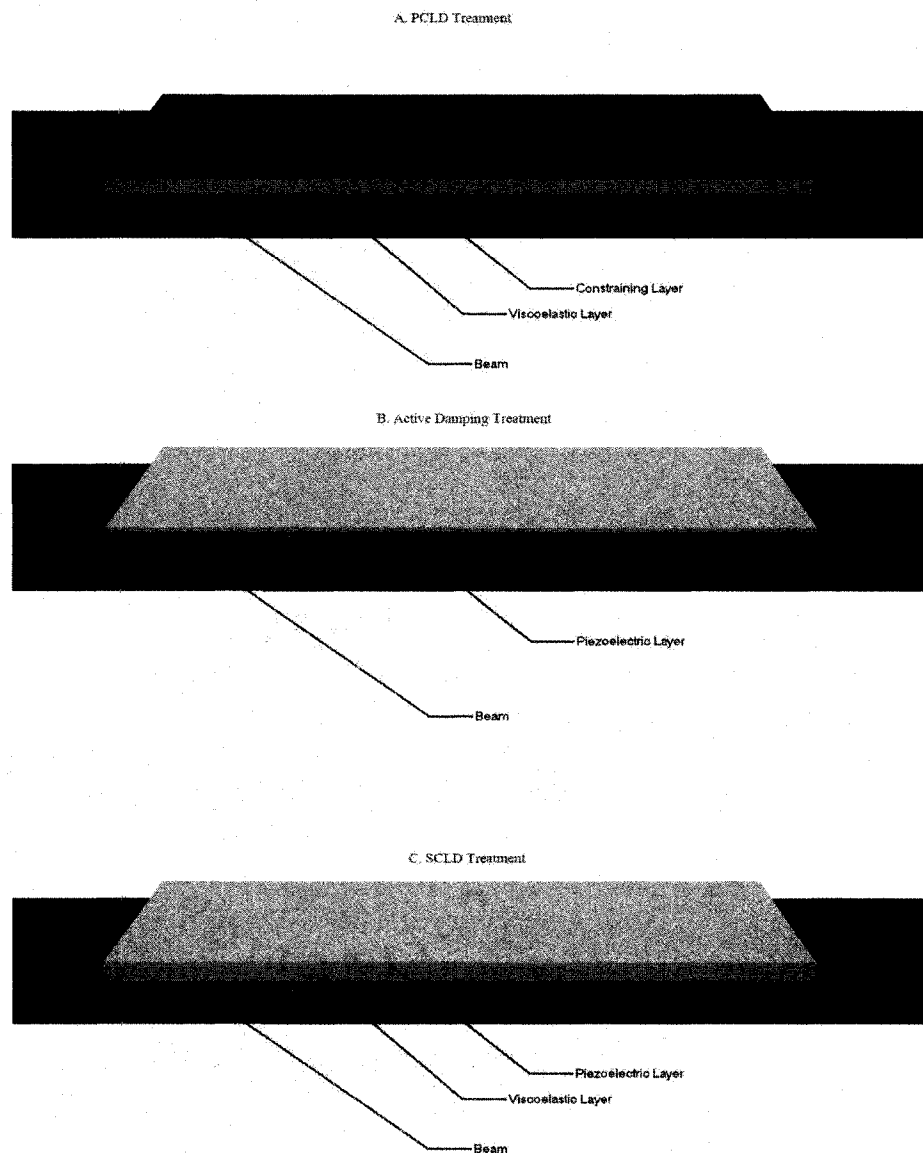 A. PCLD Treatment
Constraining Layer
Viscoelastic Layer
Beam
B. Active Damping Treatment
Piezoelectric Layer
Beam
C. SCLD Treatment
Piezoelectric Layer
Viscoelastic Layer
Beam